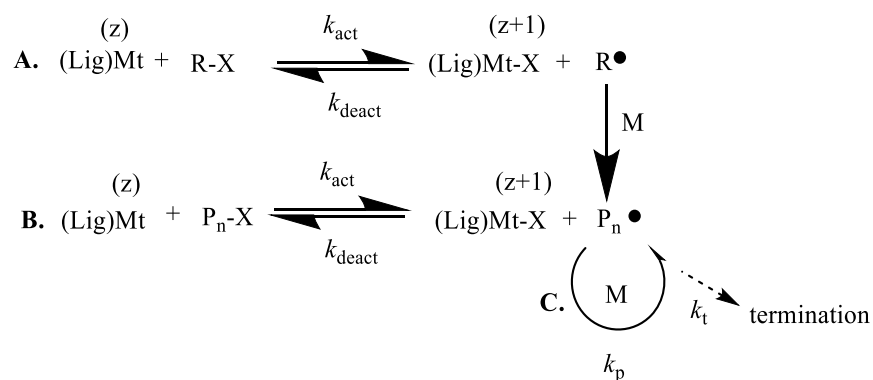 (z) (z+1)
k_act
A. (Lig)Mt + R-X (Lig)Mt-X + R●
k_deact
M
(z) (z+1)
k_act
B. (Lig)Mt + P_n-X (Lig)Mt-X + P_n ●
k_deact
C. M
k_t termination
k_p